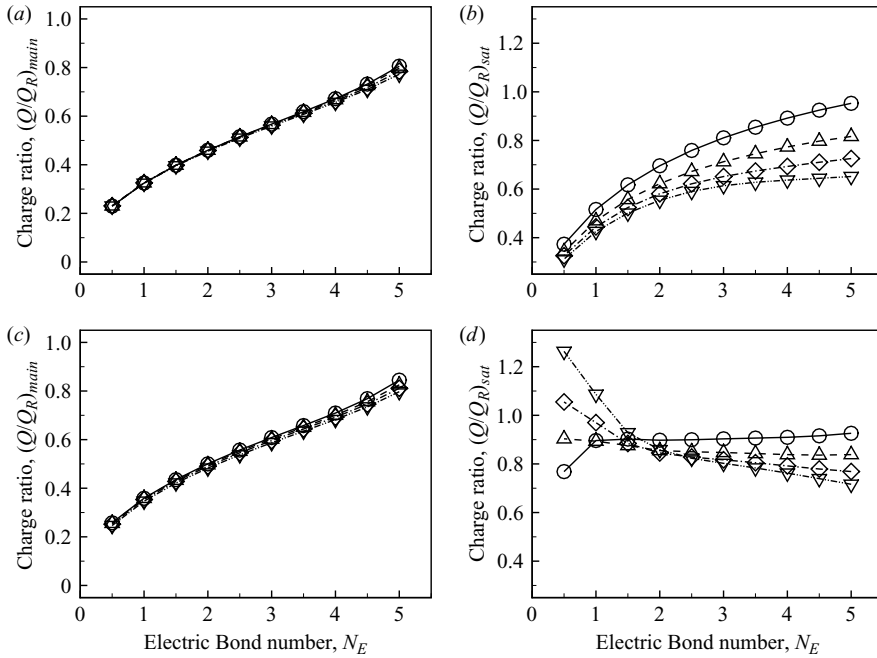 (a)
1.0
0.8
0.6
0.4
0.2
0
0 1 2 3 4 5
Charge ratio, (Q/Q_R)_main
(b)
1.2
1.0
0.8
0.6
0.4
0 1 2 3 4 5
Charge ratio, (Q/Q_R)_sat
(c)
1.0
0.8
0.6
0.4
0.2
0
0 1 2 3 4 5
Charge ratio, (Q/Q_R)_main
Electric Bond number, N_E
(d)
1.2
1.0
0.8
0.6
0.4
0 1 2 3 4 5
Charge ratio, (Q/Q_R)_sat
Electric Bond number, N_E